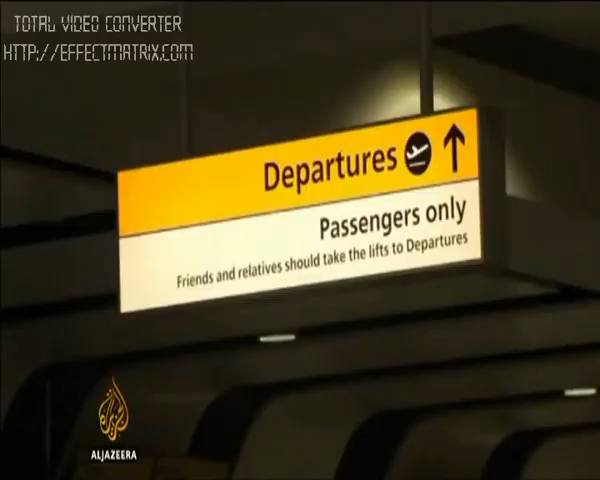 TOTAL VIDEO CONVERTER
HTTP://EFFECTMATRIX.COM
Departures
Passengers only
Friends and relatives should take the lifts to Departures
ALJAZEERA